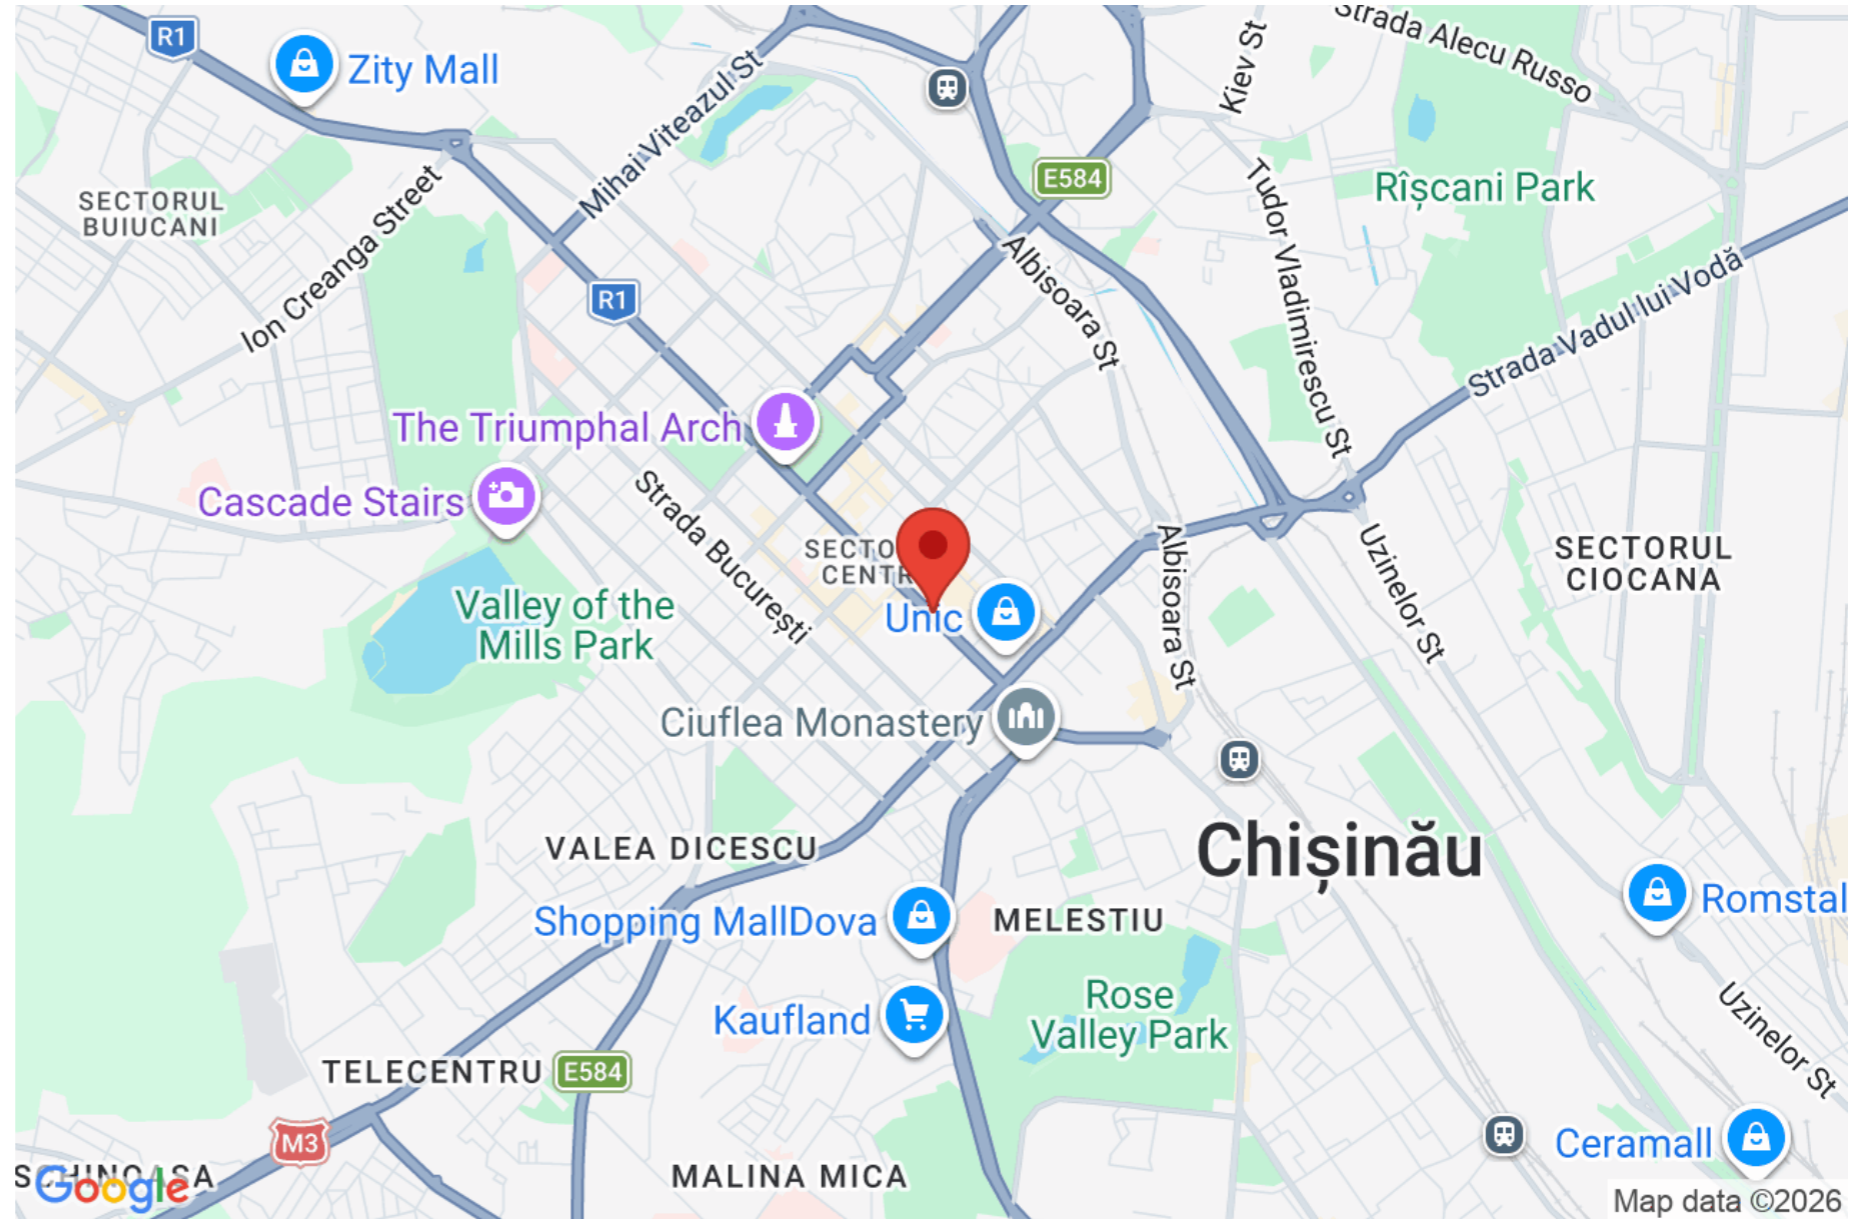 Strada Alecu Russo
R1
Zity Mall
Kiev St
Mihai Viteazul St
E584
Rîșcani Park
SECTORUL
BUIUCANI
Ion Creanga Street
Tudor Vladimirescu St
Albisoara St
R1
Strada Vadul lui Vodă
The Triumphal Arch
Cascade Stairs
Strada București
SECTO
CENTR
Albisoara St
Uzinelor St
SECTORUL
CIOCANA
Valley of the
Mills Park
Unic
Ciuflea Monastery
VALEA DICESCU
Chișinău
Shopping MallDova
MELESTIU
Romstal
Rose
Valley Park
Kaufland
Uzinelor St
TELECENTRU
E584
M3
Ceramall
SCHINOASA
Google
MALINA MICA
Map data ©2026